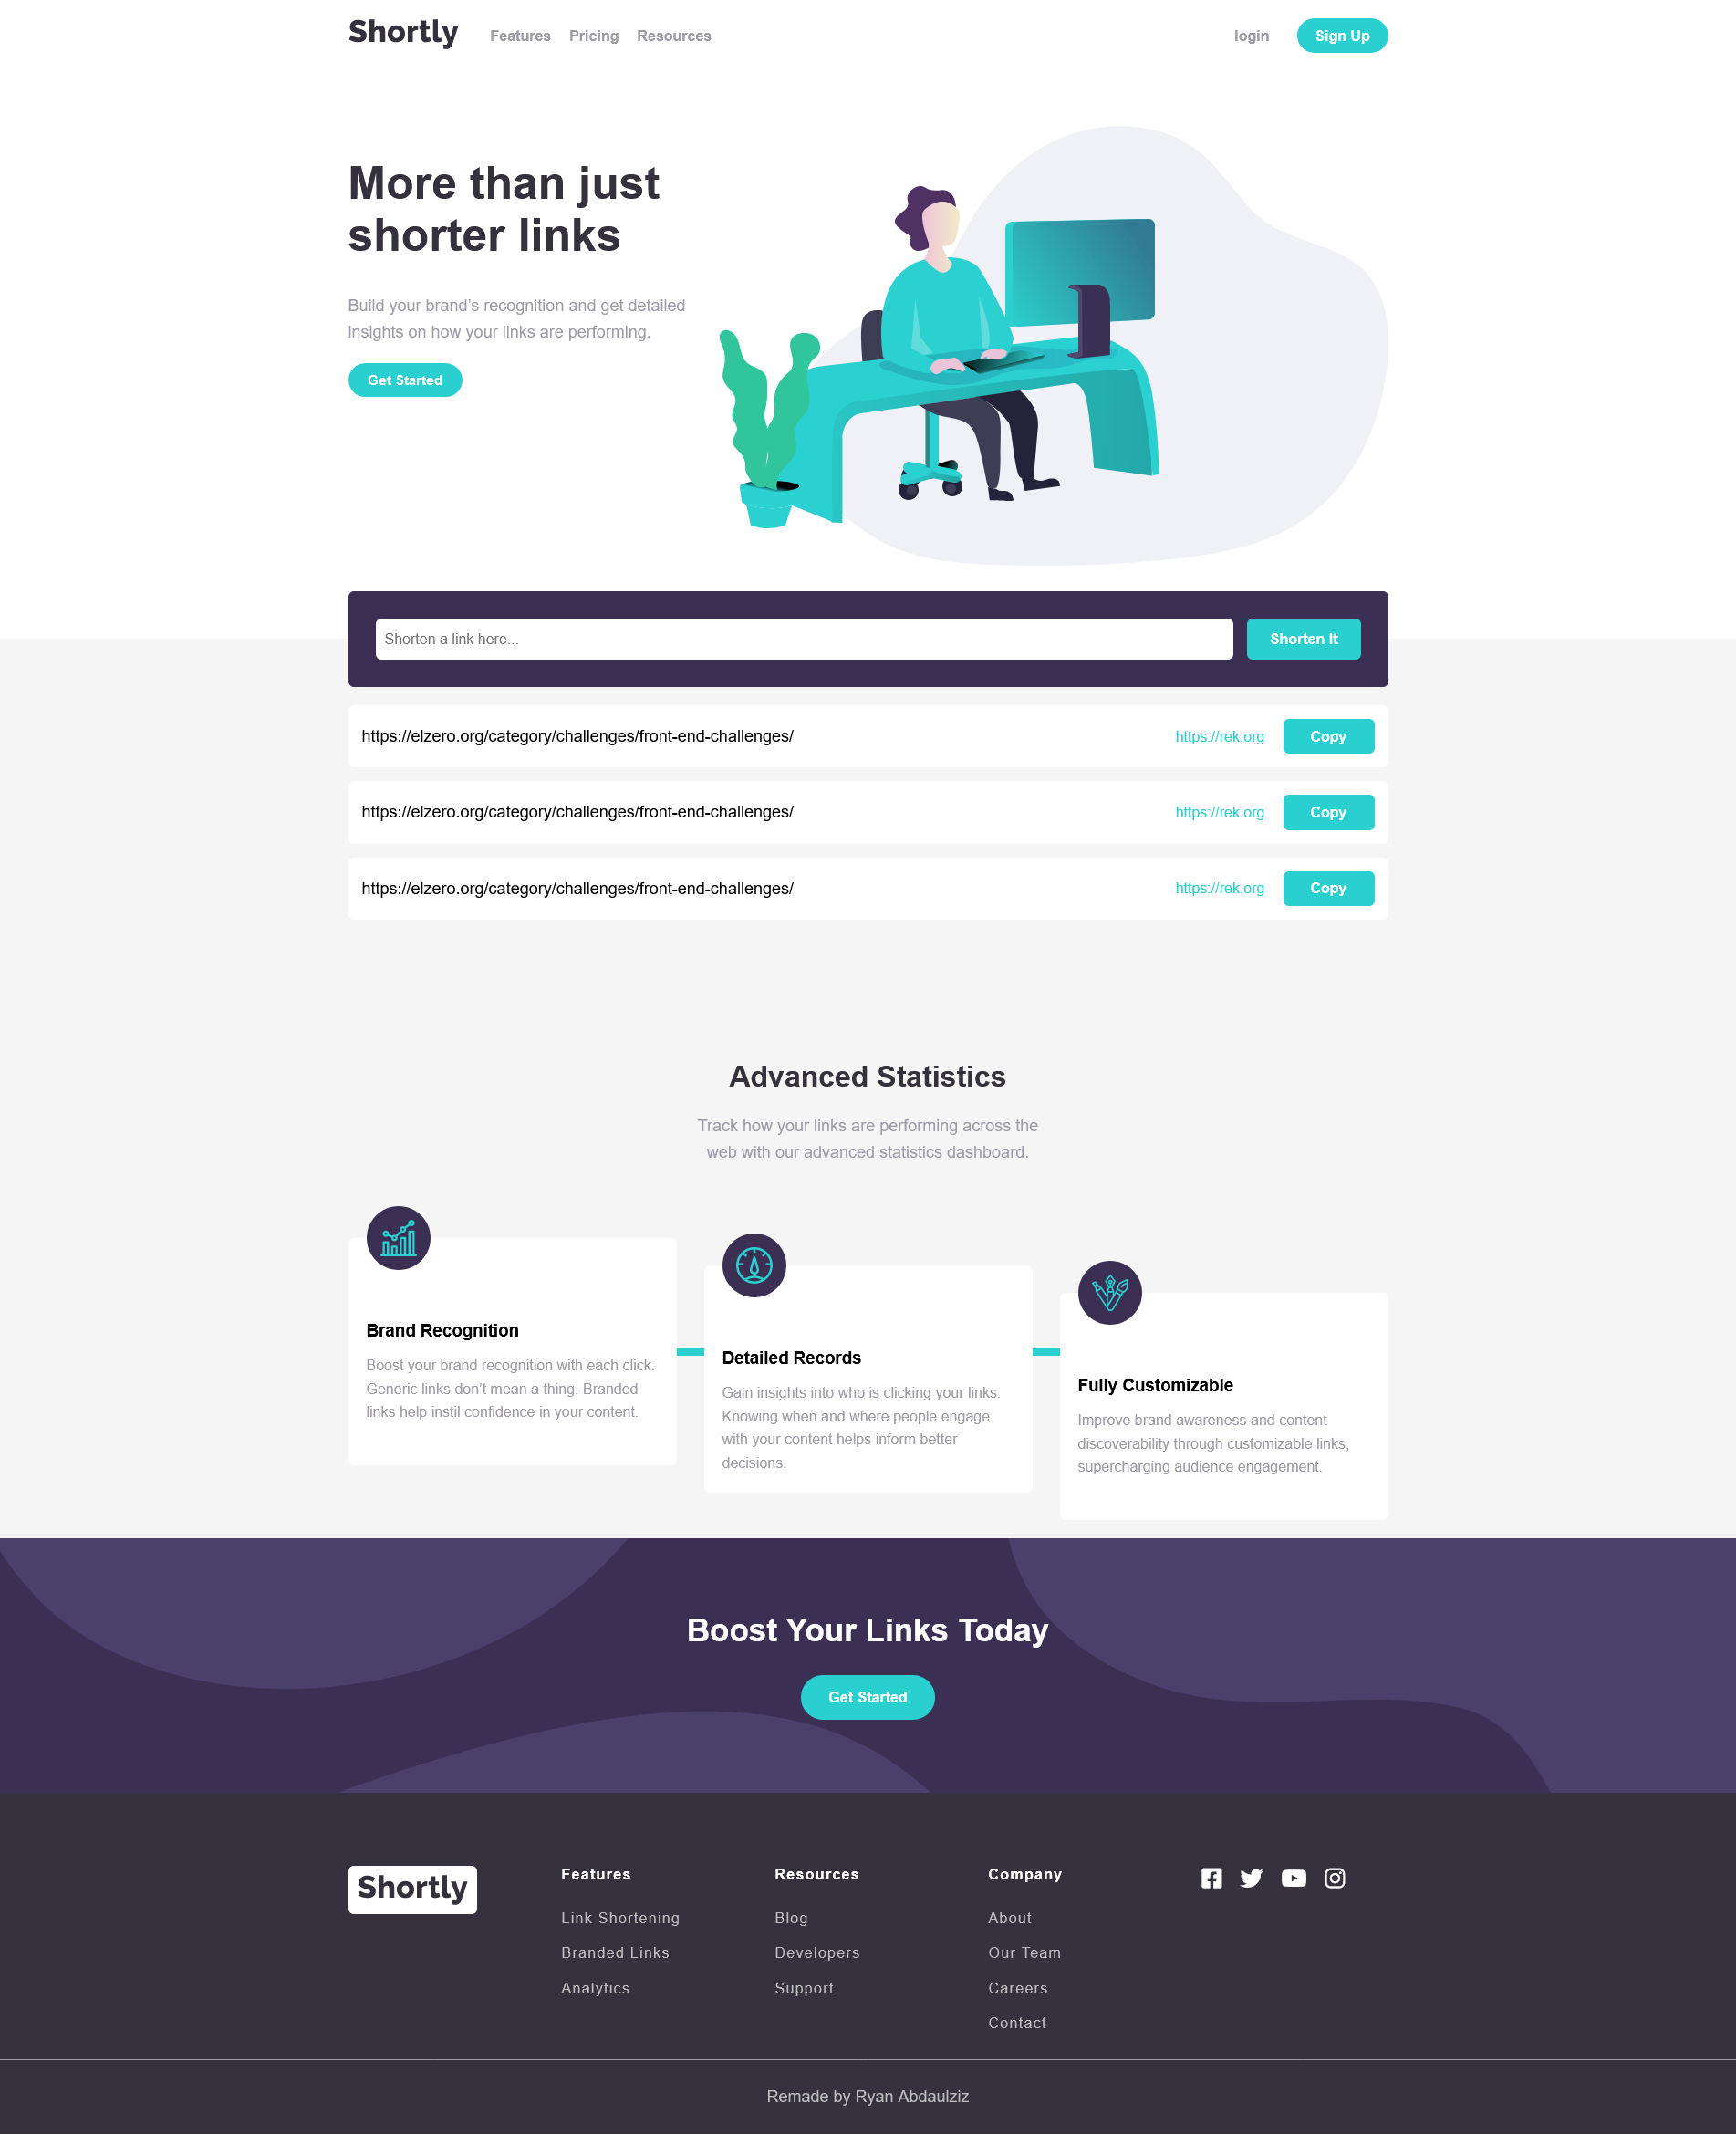 Shortly
Features Pricing Resources
login Sign Up
More than just
shorter links
Build your brand’s recognition and get detailed
insights on how your links are performing.
Get Started
Shorten a link here...
Shorten It
https://elzero.org/category/challenges/front-end-challenges/
https://rek.org
Copy
https://elzero.org/category/challenges/front-end-challenges/
https://rek.org
Copy
https://elzero.org/category/challenges/front-end-challenges/
https://rek.org
Copy
Advanced Statistics
Track how your links are performing across the
web with our advanced statistics dashboard.
Brand Recognition
Boost your brand recognition with each click.
Generic links don’t mean a thing. Branded
links help instil confidence in your content.
Detailed Records
Gain insights into who is clicking your links.
Knowing when and where people engage
with your content helps inform better
decisions.
Fully Customizable
Improve brand awareness and content
discoverability through customizable links,
supercharging audience engagement.
Boost Your Links Today
Get Started
Shortly
Features
Link Shortening
Branded Links
Analytics
Resources
Blog
Developers
Support
Company
About
Our Team
Careers
Contact
Remade by Ryan Abdaulziz